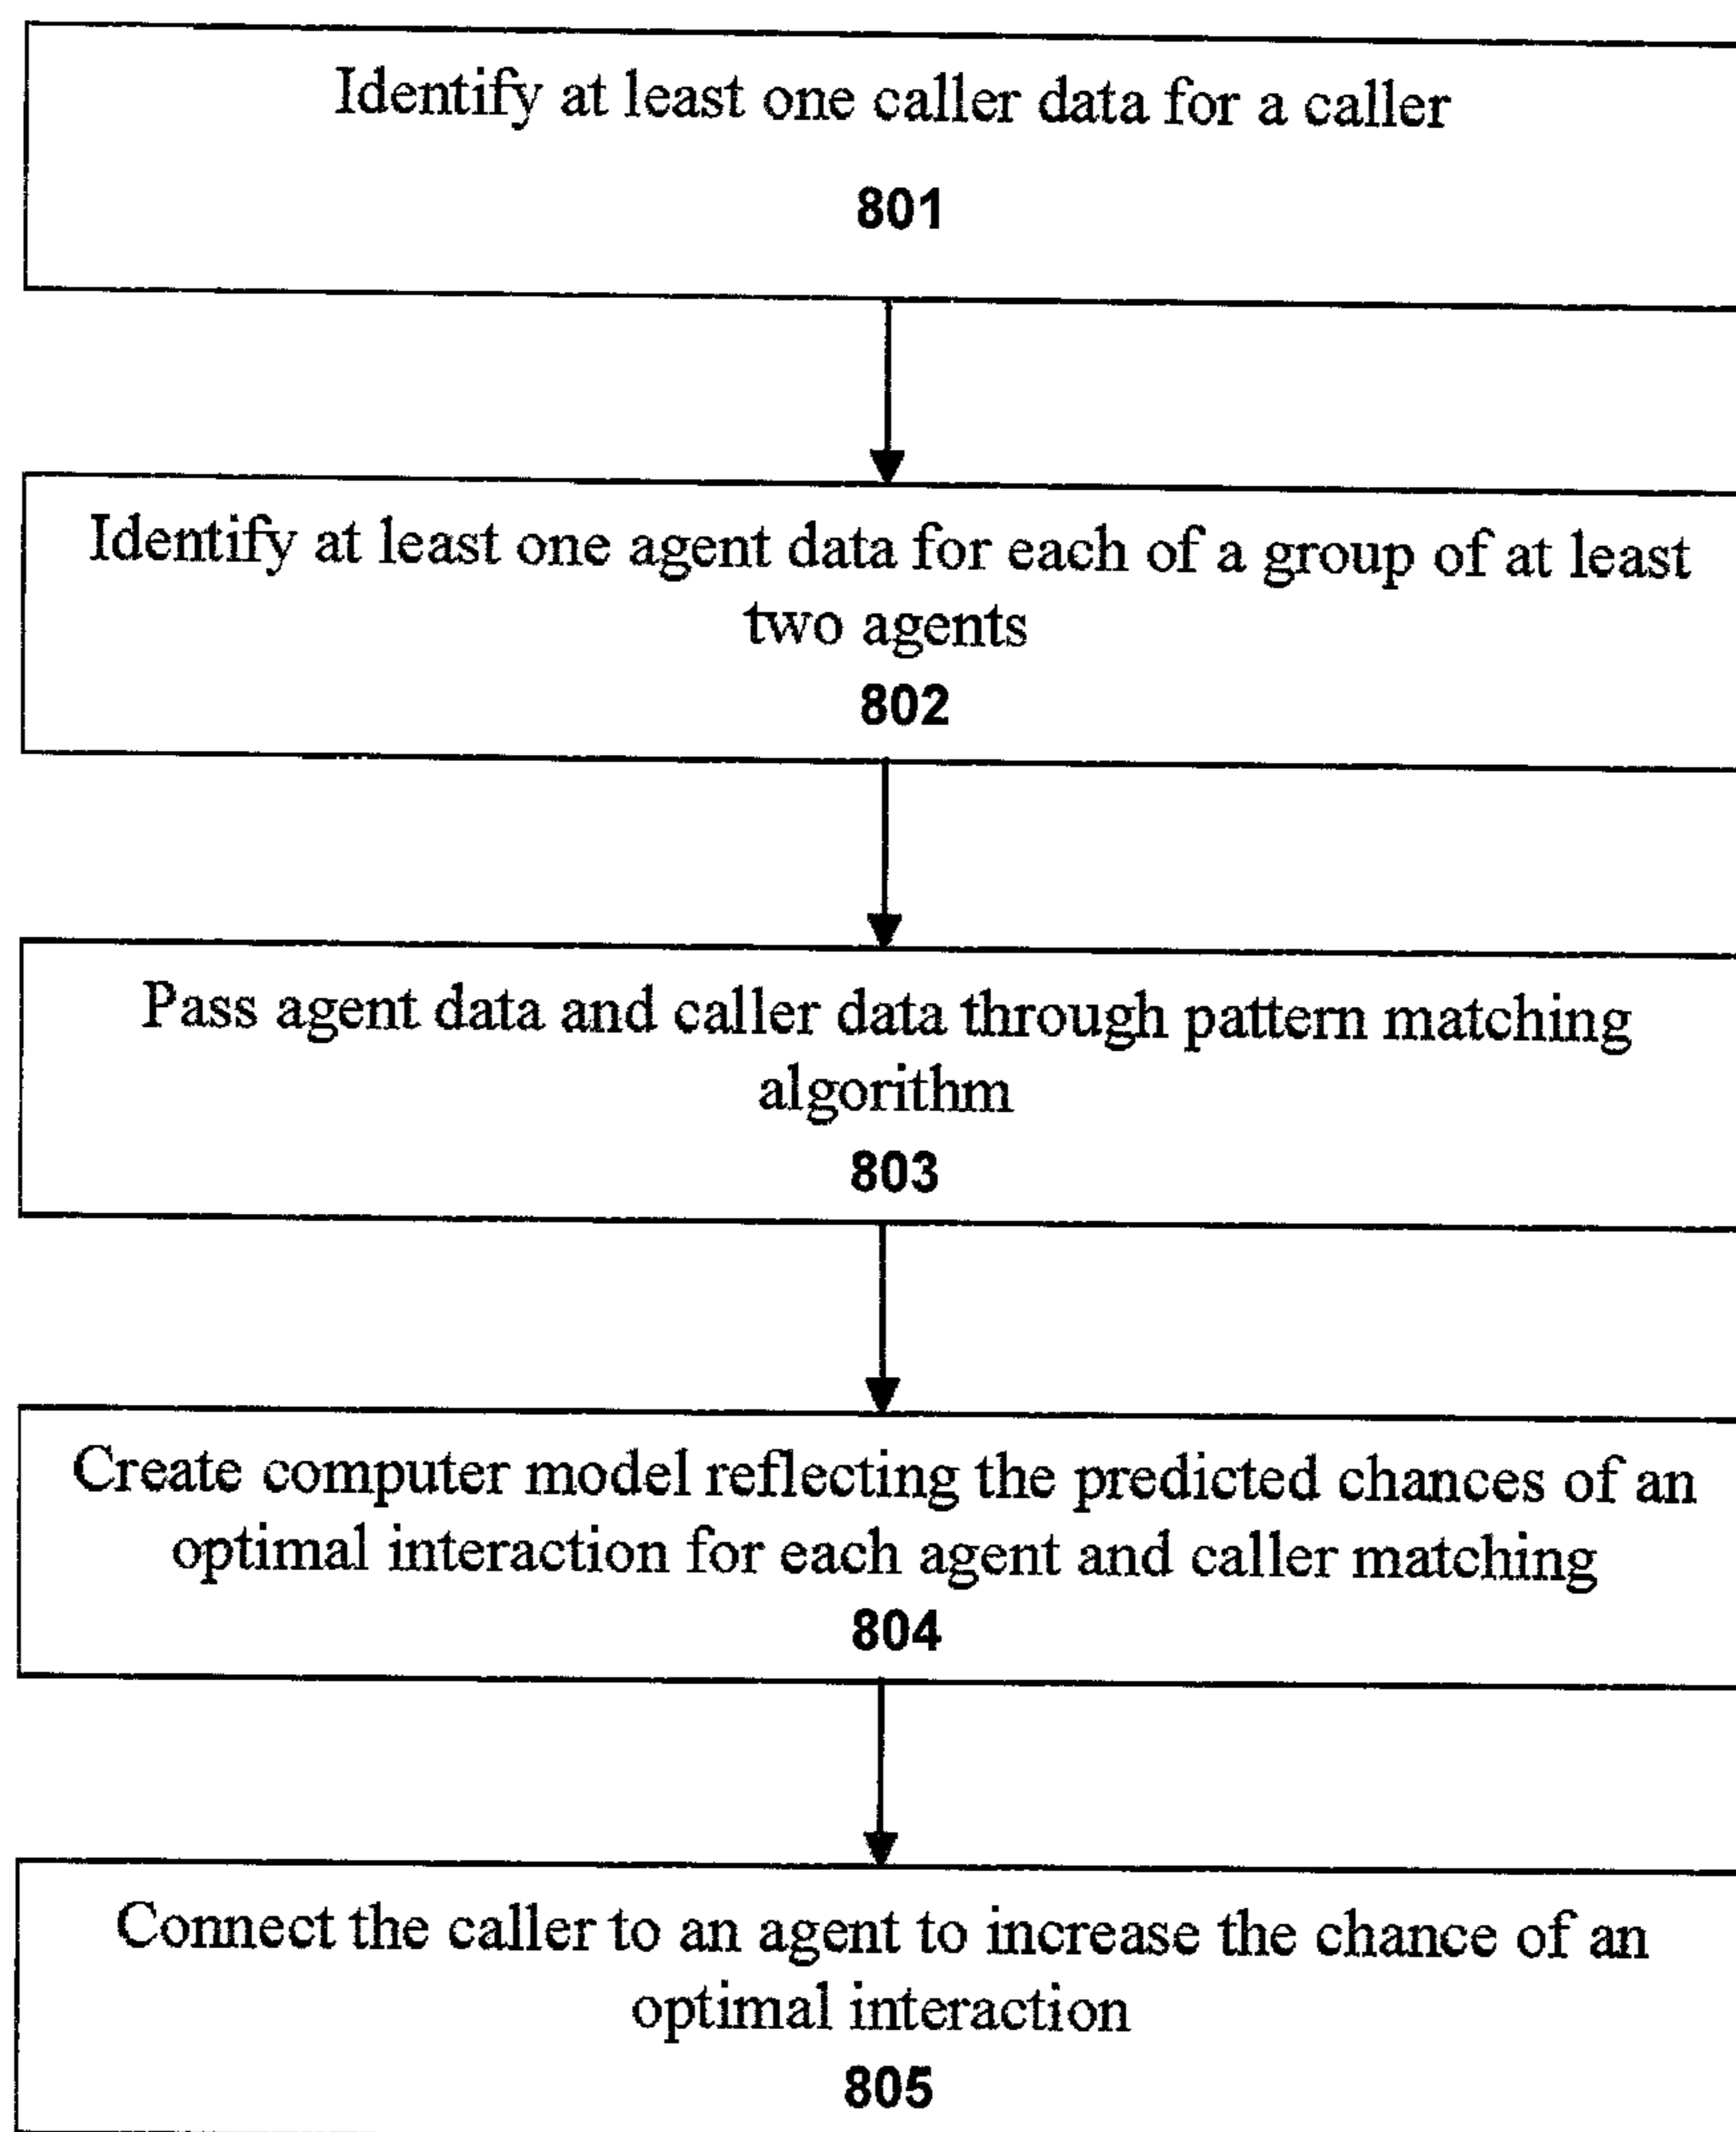 Identify at least one caller data for a caller
801
Identify at least one agent data for each of a group of at least
two agents
802
Pass agent data and caller data through pattern matching
algorithm
803
Create computer model reflecting the predicted chances of an
optimal interaction for each agent and caller matching
804
Connect the caller to an agent to increase the chance of an
optimal interaction
805